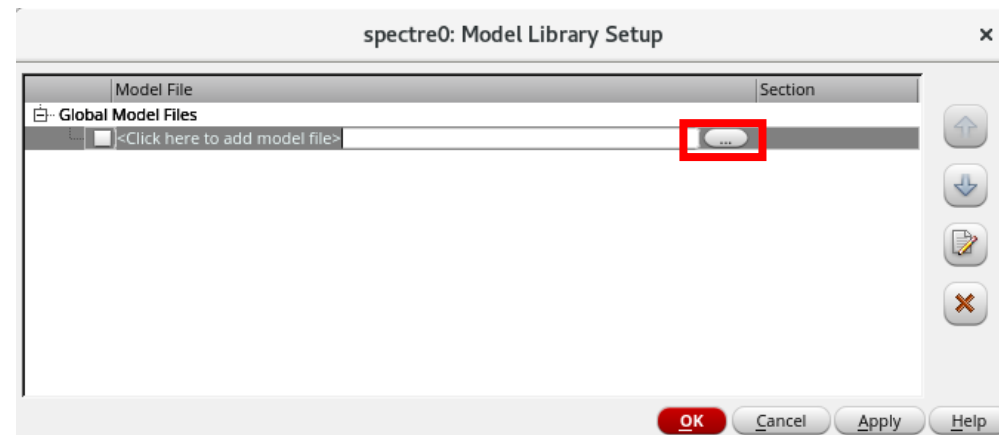 spectre0: Model Library Setup
Model File Section
Global Model Files
<Click here to add model file> ...
OK Cancel Apply Help